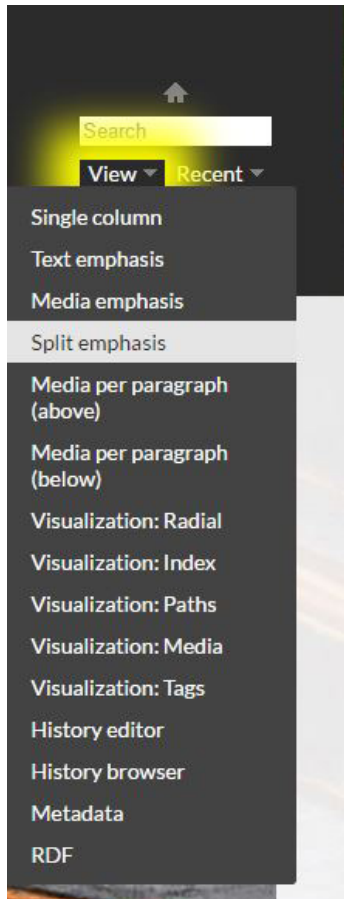 Search
View Recent
Single column
Text emphasis
Media emphasis
Split emphasis
Media per paragraph
(above)
Media per paragraph
(below)
Visualization: Radial
Visualization: Index
Visualization: Paths
Visualization: Media
Visualization: Tags
History editor
History browser
Metadata
RDF